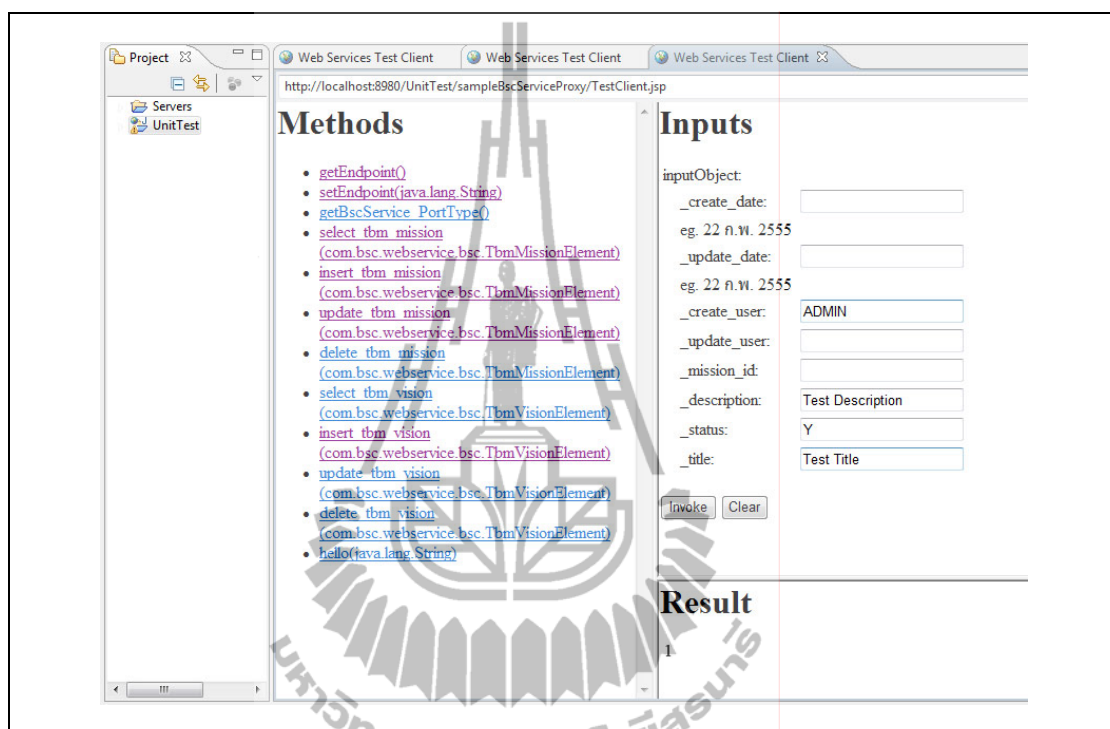 Project
Web Services Test Client
Web Services Test Client
Web Services Test Client
http://localhost:8980/UnitTest/sampleBscServiceProxy/TestClient.jsp
Servers
UnitTest
Methods
getEndpoint()
setEndpoint(java.lang.String)
getBscService_PortType()
select_tbm_mission
(com.bsc.webservice.bsc.TbmMissionElement)
insert_tbm_mission
(com.bsc.webservice.bsc.TbmMissionElement)
update_tbm_mission
(com.bsc.webservice.bsc.TbmMissionElement)
delete_tbm_mission
(com.bsc.webservice.bsc.TbmMissionElement)
select_tbm_vision
(com.bsc.webservice.bsc.TbmVisionElement)
insert_tbm_vision
(com.bsc.webservice.bsc.TbmVisionElement)
update_tbm_vision
(com.bsc.webservice.bsc.TbmVisionElement)
delete_tbm_vision
(com.bsc.webservice.bsc.TbmVisionElement)
hello(java.lang.String)
Inputs
inputObject:
_create_date:
eg. 22 ก.พ. 2555
_update_date:
eg. 22 ก.พ. 2555
_create_user: ADMIN
_update_user:
_mission_id:
_description: Test Description
_status: Y
_title: Test Title
Invoke Clear
Result
1